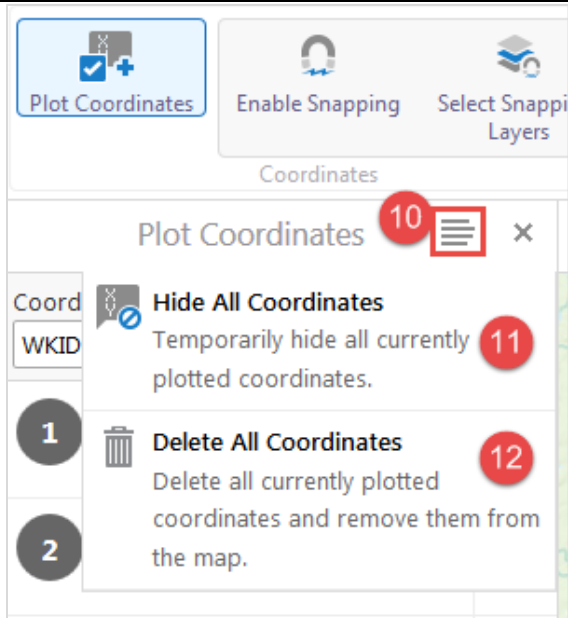 Plot Coordinates
Enable Snapping
Select Snappi
Layers
Coordinates
Plot Coordinates
10
Coord
WKID
Hide All Coordinates
Temporarily hide all currently
plotted coordinates.
11
1
Delete All Coordinates
Delete all currently plotted
coordinates and remove them from
the map.
12
2